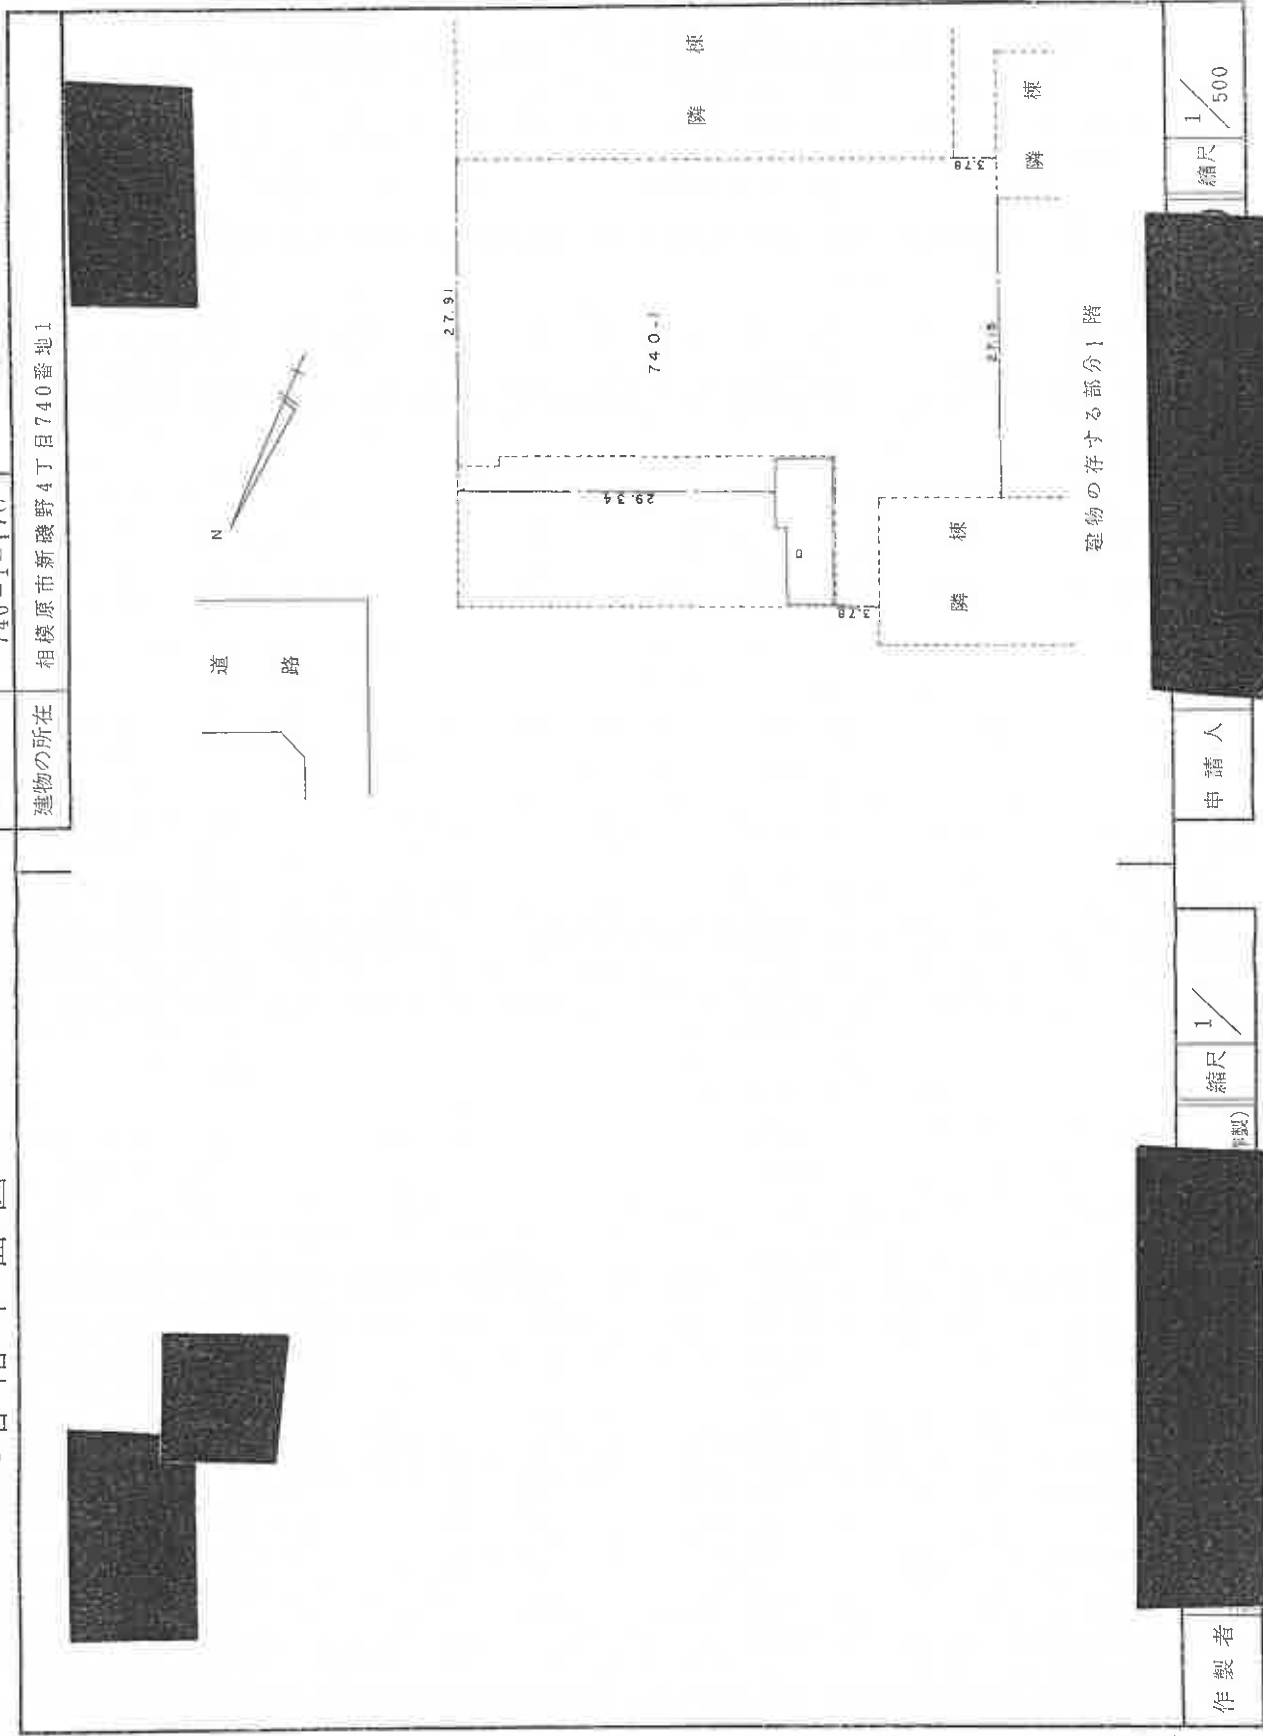 建物の所在
相模原市新磯野4丁目740番地1
道路
N
27.91
29.34
740-1
隣棟
3.78
隣棟
27.15
3.78
隣棟
建物の存する部分1階
作製者
縮尺
1/
申請人
縮尺
1/500